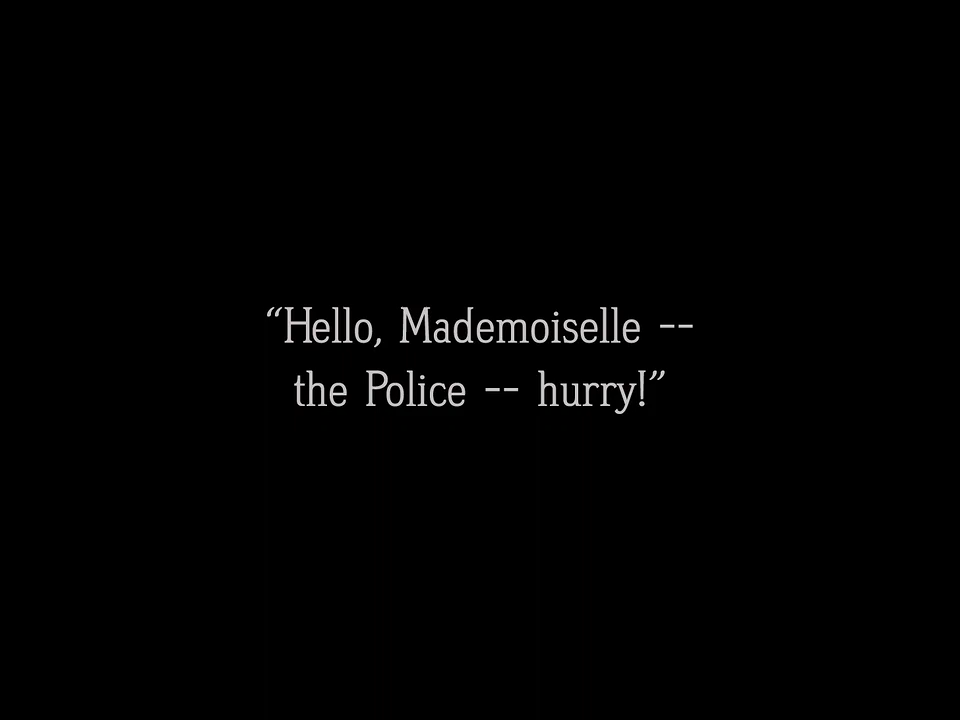 “Hello, Mademoiselle --
the Police -- hurry!”